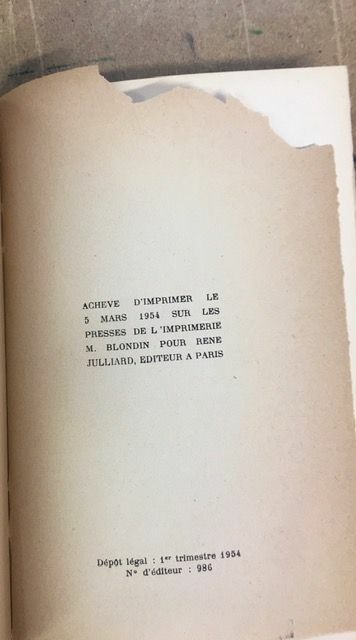 ACHEVE D'IMPRIMER LE
5 MARS 1954 SUR LES
PRESSES DE L'IMPRIMERIE
M. BLONDIN POUR RENE
JULLIARD, EDITEUR A PARIS
Dépôt légal : 1er trimestre 1954
N° d'éditeur : 986